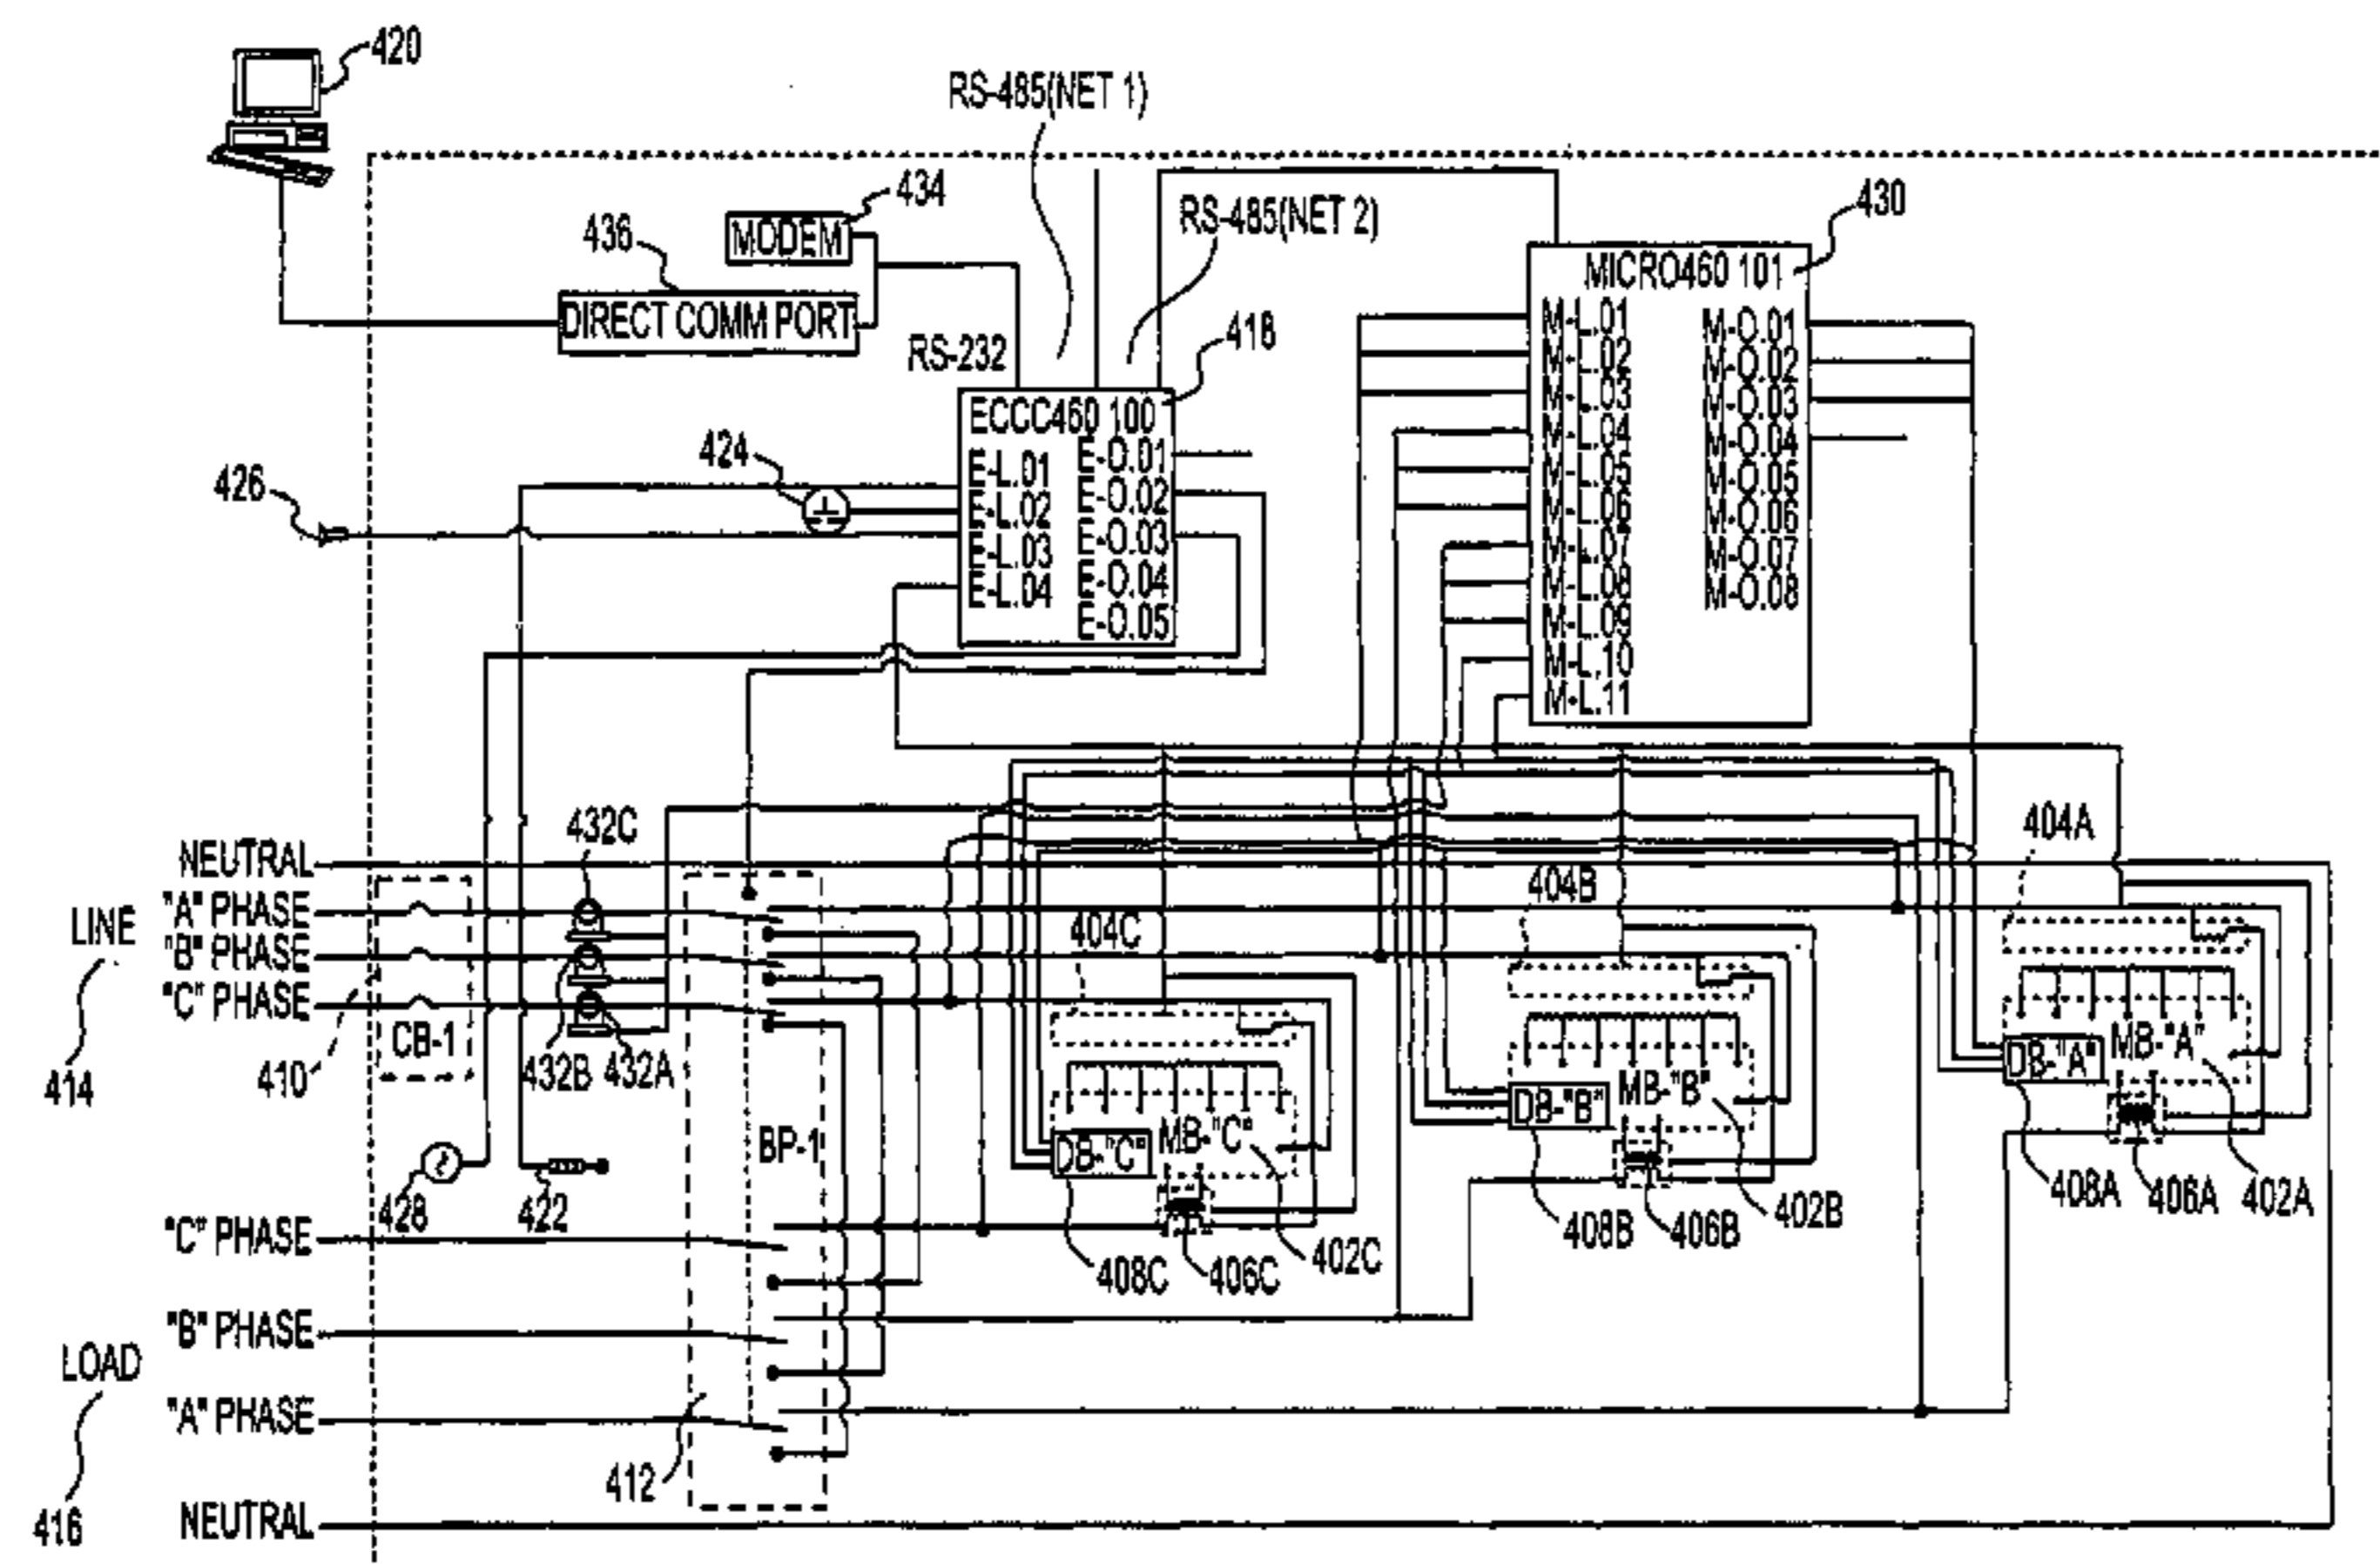 420
RS-485(NET 1)
434
MODEM
436
DIRECT COMM PORT
RS-232
RS-485(NET 2)
430
MICRO460 101
M-L.01
M-L.02
M-L.03
M-L.04
M-L.05
M-L.06
M-L.07
M-L.08
M-L.09
M-L.10
M-L.11
M-O.01
M-O.02
M-O.03
M-O.04
M-O.05
M-O.06
M-O.07
M-O.08
418
ECCC460 100
E-L.01
E-L.02
E-L.03
E-L.04
E-O.01
E-O.02
E-O.03
E-O.04
E-O.05
424
426
432C
404A
NEUTRAL
404B
LINE
"A" PHASE
"B" PHASE
"C" PHASE
404C
414
410
CB-1
432B
432A
BP-1
DB-"A"
MB-"A"
DB-"B"
MB-"B"
DB-"C"
MB-"C"
428
422
408A
406A
402A
408B
406B
402B
408C
406C
402C
"C" PHASE
"B" PHASE
LOAD
"A" PHASE
412
416
NEUTRAL